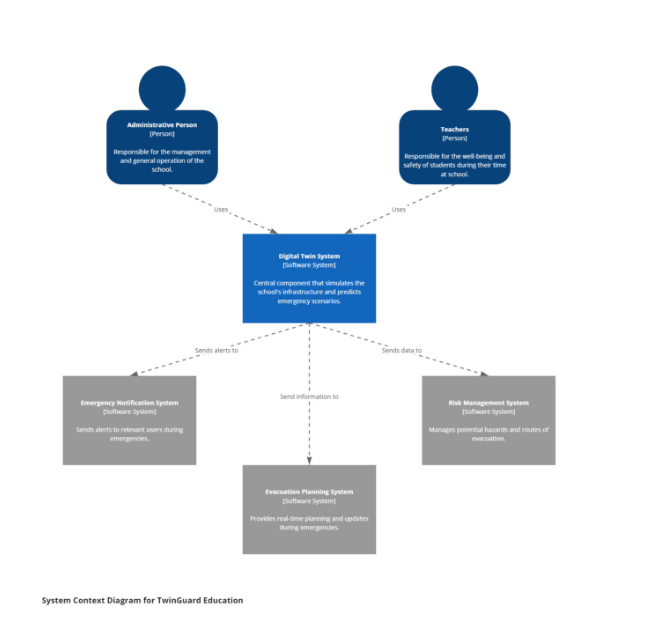 Administrative Person
[Person]
Responsible for the management
and general operation of the
school.
Teachers
[Person]
Responsible for the well-being and
safety of students during their time
at school.
Uses
Uses
Digital Twin System
[Software System]
Central component that simulates the
school's infrastructure and predicts
emergency scenarios.
Sends alerts to
Sends data to
Send information to
Emergency Notification System
[Software System]
Sends alerts to relevant users during
emergencies.
Risk Management System
[Software System]
Manages potential hazards and routes of
evacuation.
Evacuation Planning System
[Software System]
Provides real-time planning and updates
during emergencies.
System Context Diagram for TwinGuard Education